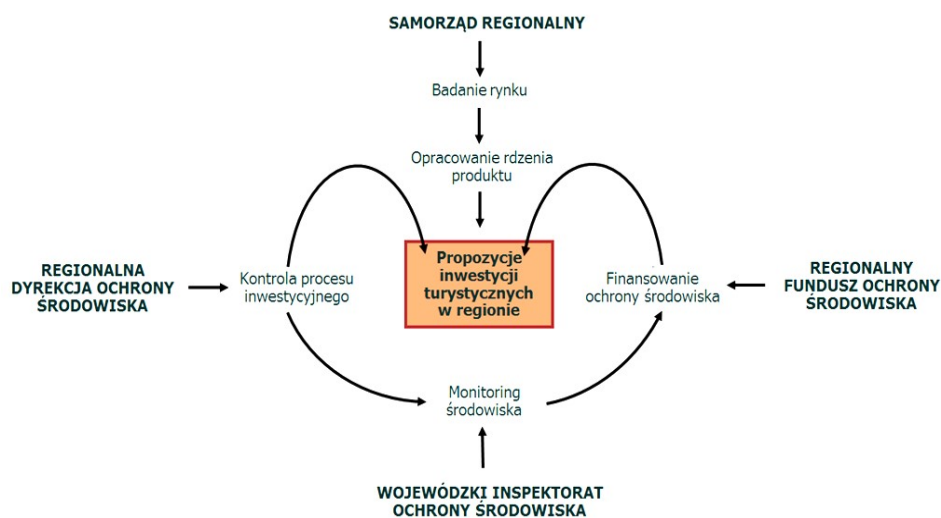 SAMORZĄD REGIONALNY
Badanie rynku
Opracowanie rdzenia
produktu
Propozycje
inwestycji
turystycznych
w regionie
REGIONALNA
DYREKCJA OCHRONY
ŚRODOWISKA
Kontrola procesu
inwestycyjnego
Finansowanie
ochrony środowiska
REGIONALNY
FUNDUSZ OCHRONY
ŚRODOWISKA
Monitoring
środowiska
WOJEWÓDZKI INSPEKTORAT
OCHRONY ŚRODOWISKA